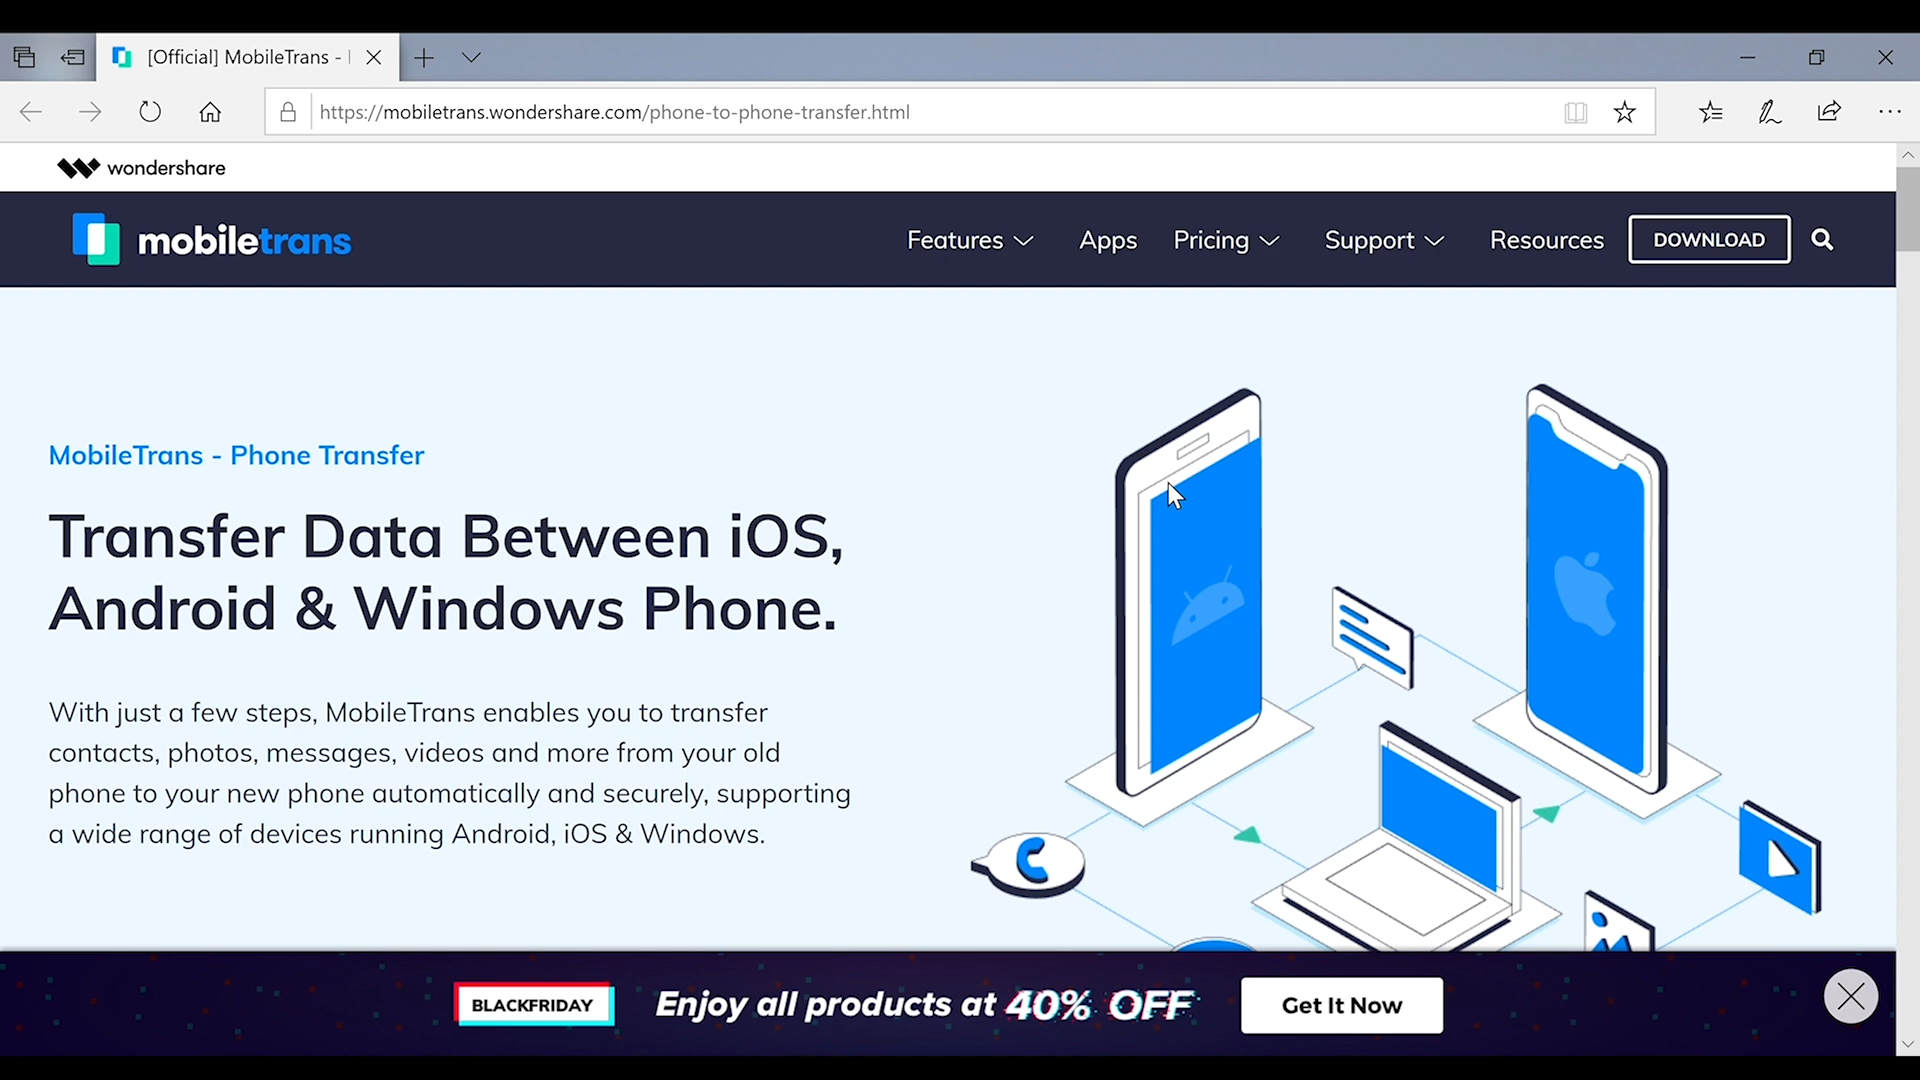 [Official] MobileTrans -
https://mobiletrans.wondershare.com/phone-to-phone-transfer.html
wondershare
mobiletrans
Features
Apps
Pricing
Support
Resources
DOWNLOAD
MobileTrans - Phone Transfer
Transfer Data Between iOS,
Android & Windows Phone.
With just a few steps, MobileTrans enables you to transfer
contacts, photos, messages, videos and more from your old
phone to your new phone automatically and securely, supporting
a wide range of devices running Android, iOS & Windows.
BLACKFRIDAY
Enjoy all products at 40% OFF
Get It Now